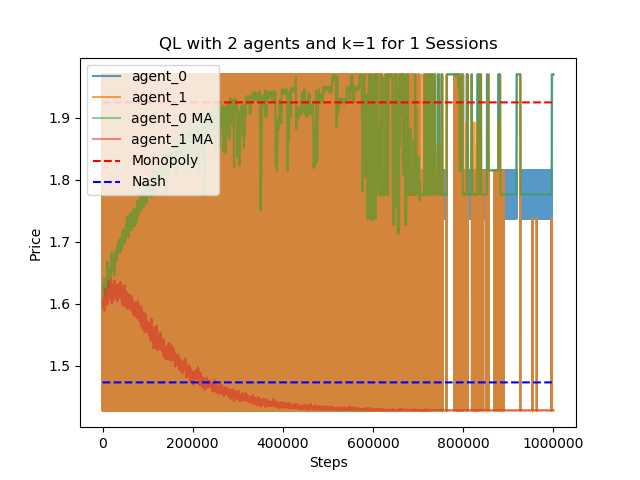 QL with 2 agents and k=1 for 1 Sessions
agent_0
agent_1
agent_0 MA
agent_1 MA
Monopoly
Nash
1.9
1.8
1.7
1.6
1.5
Price
0
200000
400000
600000
800000
1000000
Steps